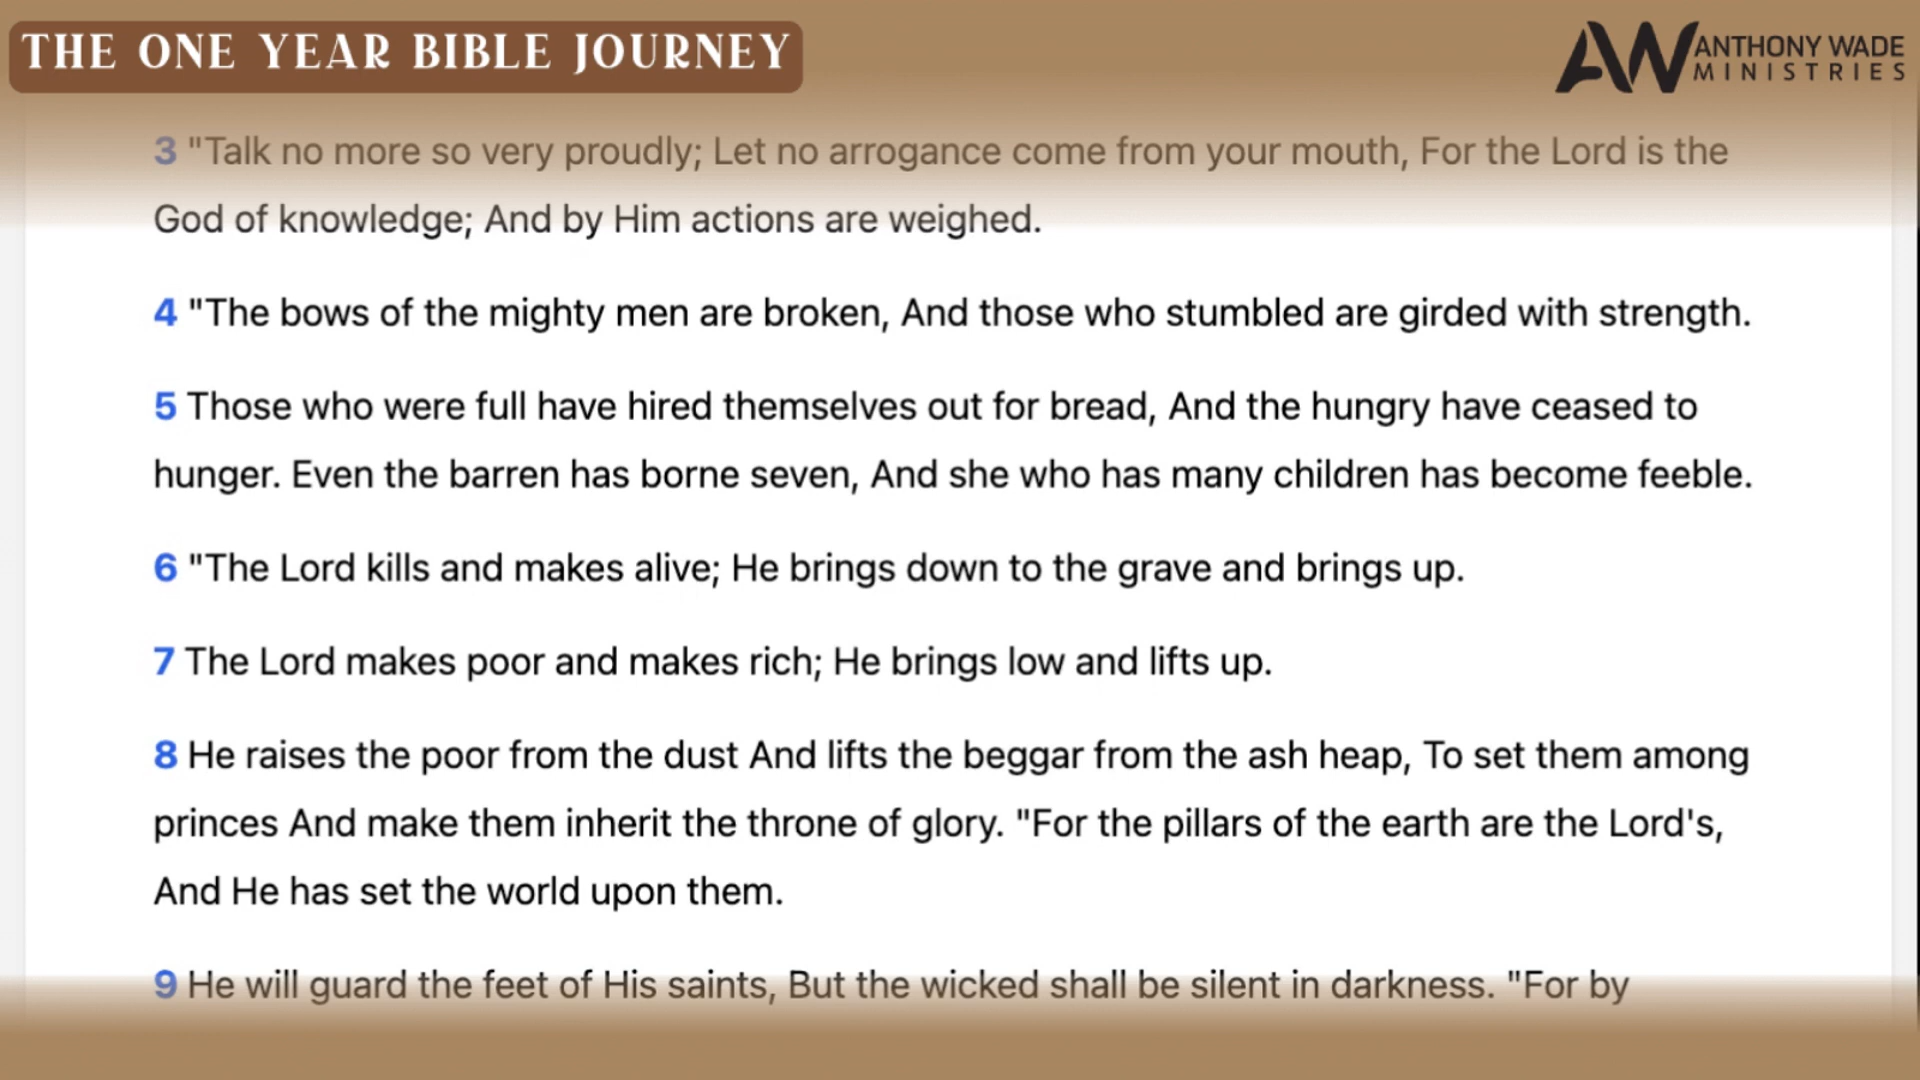 THE ONE YEAR BIBLE JOURNEY
AW ANTHONY WADE
MINISTRIES
3 "Talk no more so very proudly; Let no arrogance come from your mouth, For the Lord is the
God of knowledge; And by Him actions are weighed.
4 "The bows of the mighty men are broken, And those who stumbled are girded with strength.
5 Those who were full have hired themselves out for bread, And the hungry have ceased to
hunger. Even the barren has borne seven, And she who has many children has become feeble.
6 "The Lord kills and makes alive; He brings down to the grave and brings up.
7 The Lord makes poor and makes rich; He brings low and lifts up.
8 He raises the poor from the dust And lifts the beggar from the ash heap, To set them among
princes And make them inherit the throne of glory. "For the pillars of the earth are the Lord's,
And He has set the world upon them.
9 He will guard the feet of His saints, But the wicked shall be silent in darkness. "For by